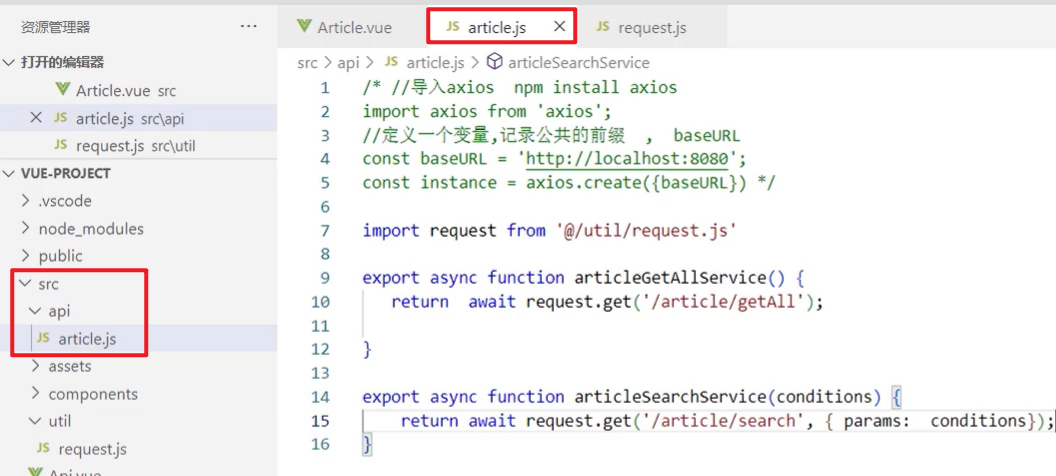 资源管理器
···
打开的编辑器
Article.vue src
article.js src\api
JS request.js src\util
VUE-PROJECT
.vscode
node_modules
public
src
api
JS article.js
assets
components
util
JS request.js
Api.vue
Article.vue
JS article.js
JS request.js
src > api > JS article.js > articleSearchService
1 /* //导入axios npm install axios
2 import axios from 'axios';
3 //定义一个变量,记录公共的前缀 , baseURL
4 const baseURL = 'http://localhost:8080';
5 const instance = axios.create({baseURL}) */
6
7 import request from '@/util/request.js'
8
9 export async function articleGetAllService() {
10 return await request.get('/article/getAll');
11
12 }
13
14 export async function articleSearchService(conditions) {
15 return await request.get('/article/search', { params: conditions});
16 }